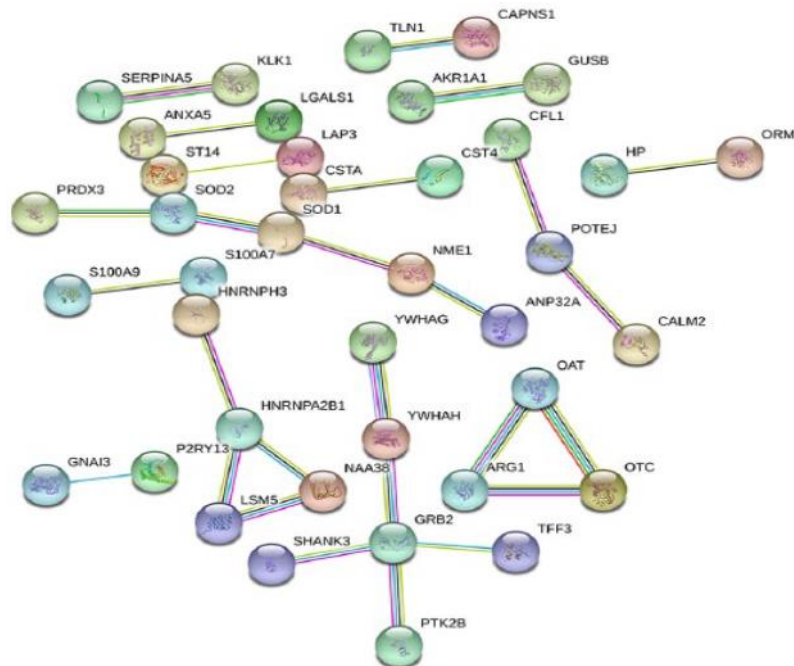 TLN1
CAPNS1
KLK1
SERPINA5
AKR1A1
GUSB
ANXA5
LGALS1
CFL1
ST14
LAP3
HP
ORM
CSTA
CST4
PRDX3
SOD2
SOD1
POTEJ
S100A7
NME1
S100A9
HNRNPH3
ANP32A
CALM2
YWHAG
OAT
HNRNPA2B1
YWHAH
GNAI3
P2RY13
NAA38
ARG1
OTC
LSM5
GRB2
SHANK3
TFF3
PTK2B